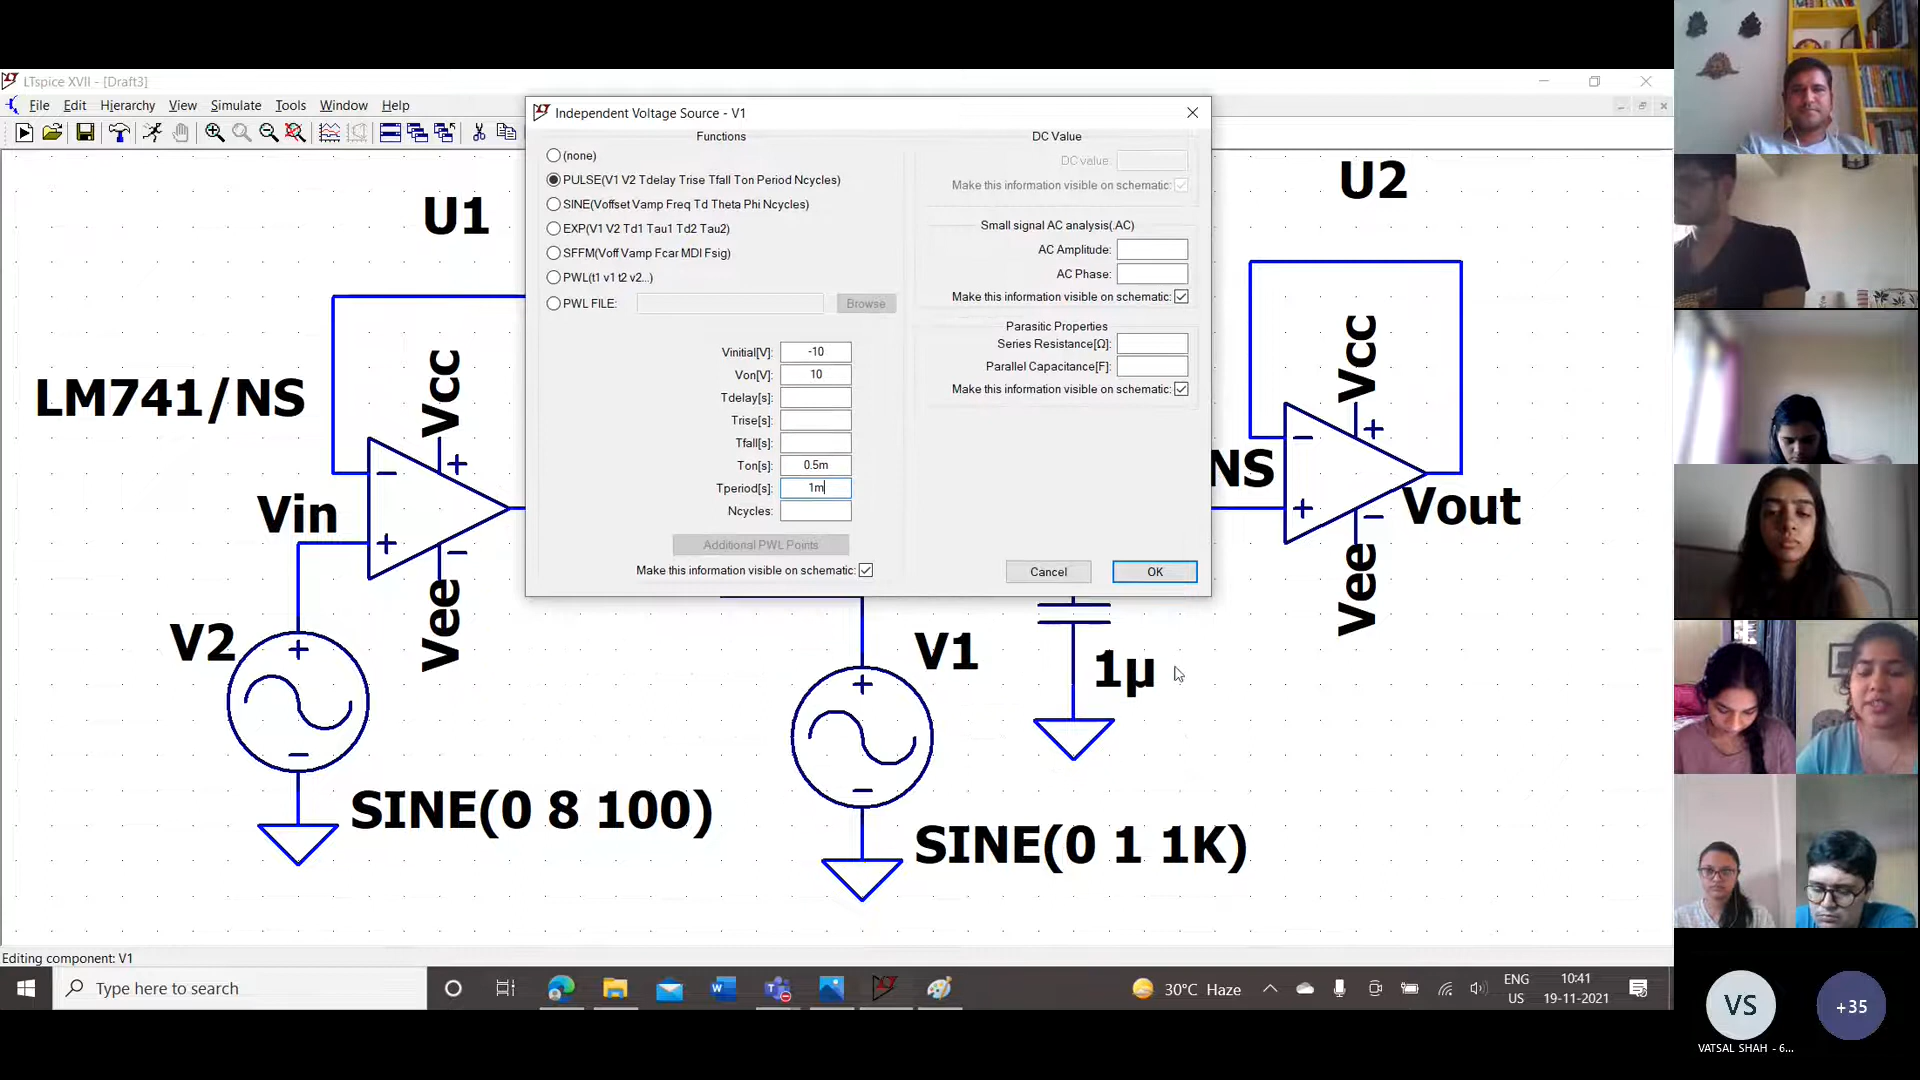 LTspice XVII - [Draft3]
File Edit Hierarchy View Simulate Tools Window Help
Independent Voltage Source - V1
Functions
(none)
PULSE(V1 V2 Tdelay Trise Tfall Ton Period Ncycles)
SINE(Voffset Vamp Freq Td Theta Phi Ncycles)
EXP(V1 V2 Td1 Tau1 Td2 Tau2)
SFFM(Voff Vamp Fcar MDI Fsig)
PWL(t1 v1 t2 v2...)
PWL FILE:
Browse
Vinitial[V]: -10
Von[V]: 10
Tdelay[s]:
Trise[s]:
Tfall[s]:
Ton[s]: 0.5m
Tperiod[s]: 1m
Ncycles:
Additional PWL Points
Make this information visible on schematic:
DC Value
DC value:
Make this information visible on schematic:
Small signal AC analysis(.AC)
AC Amplitude:
AC Phase:
Make this information visible on schematic:
Parasitic Properties
Series Resistance[Ω]:
Parallel Capacitance[F]:
Make this information visible on schematic:
Cancel
OK
U1
LM741/NS
Vcc
Vin
Vee
V2
SINE(0 8 100)
V1
SINE(0 1 1K)
1µ
U2
NS
Vcc
Vout
Vee
Editing component: V1
Type here to search
30°C Haze
ENG
US
10:41
19-11-2021
VS
VATSAL SHAH - 6...
+35